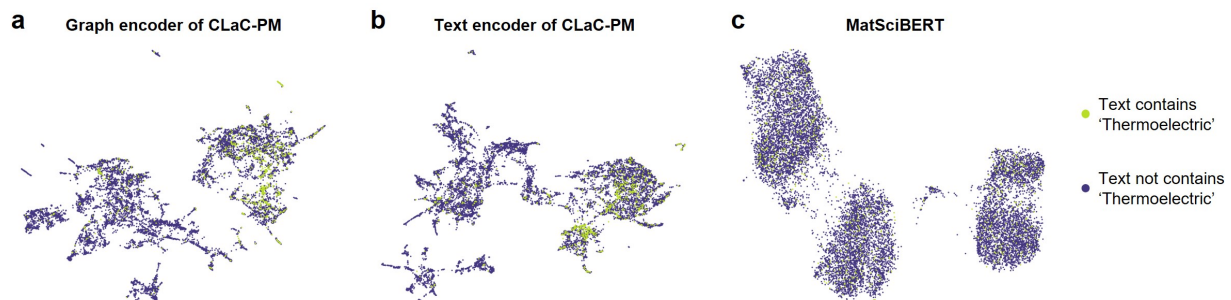 a Graph encoder of CLaC-PM
b Text encoder of CLaC-PM
c MatSciBERT
Text contains
'Thermoelectric'
Text not contains
'Thermoelectric'